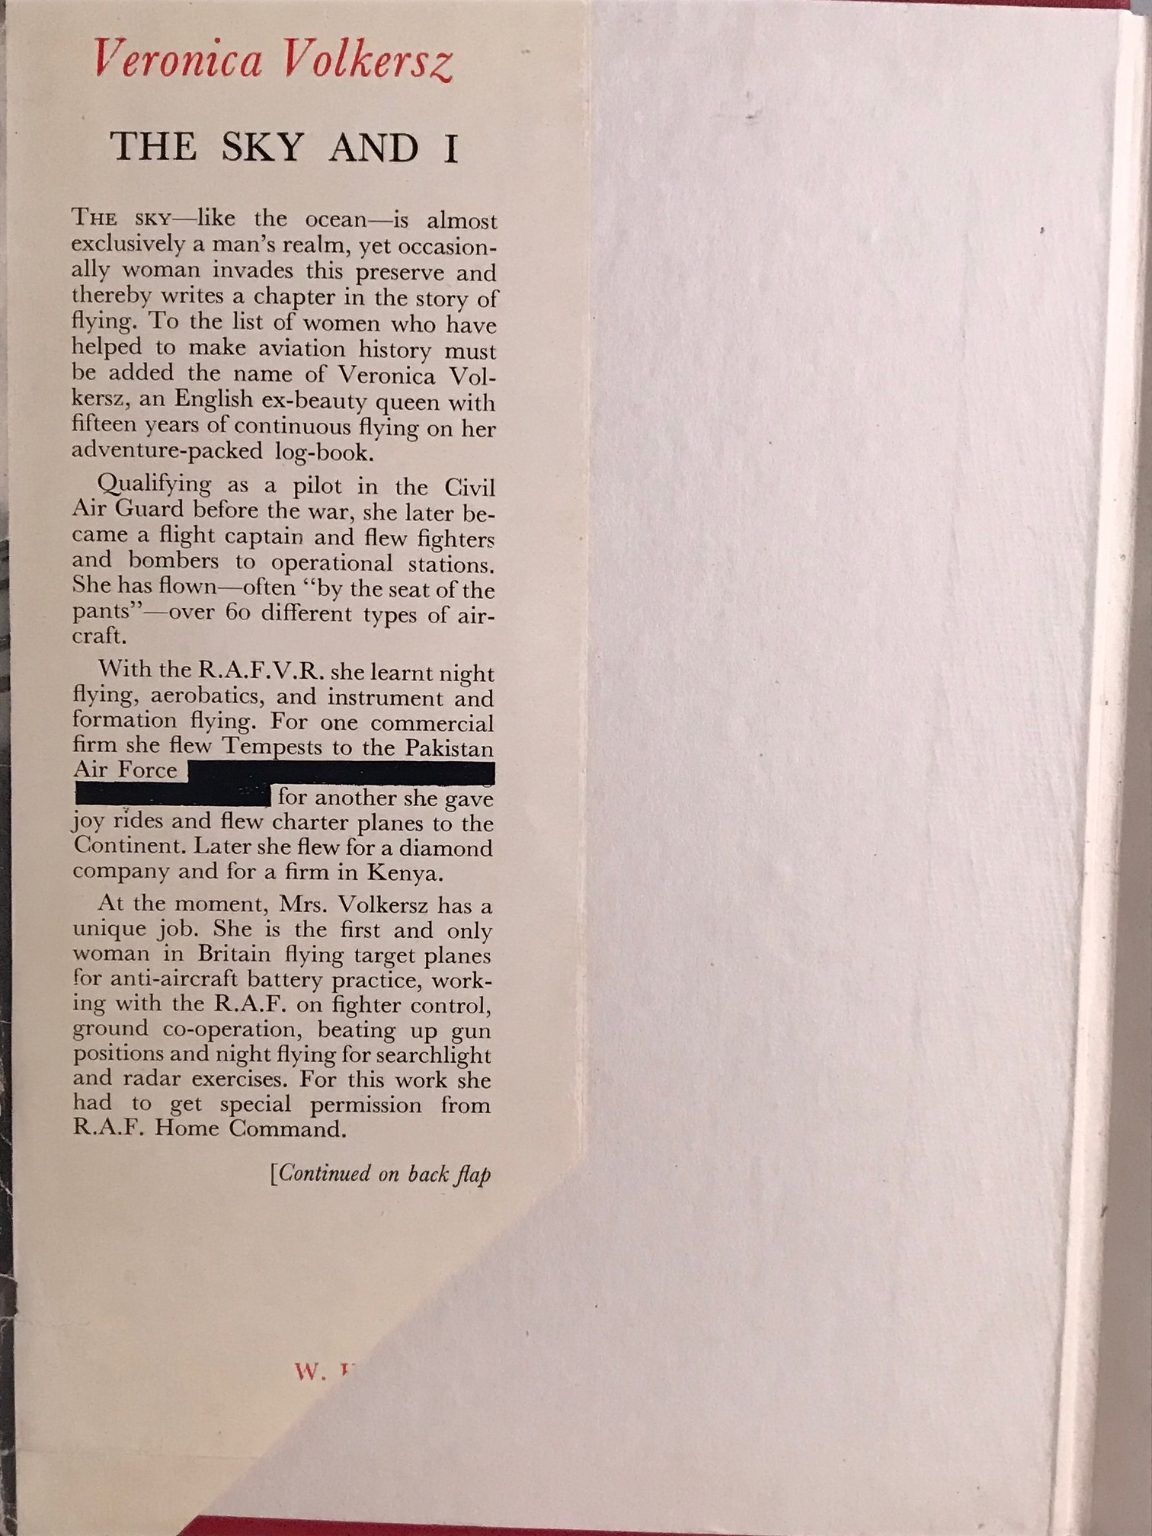 Veronica Volkersz
THE SKY AND I
THE SKY—like the ocean—is almost
exclusively a man's realm, yet occasion-
ally woman invades this preserve and
thereby writes a chapter in the story of
flying. To the list of women who have
helped to make aviation history must
be added the name of Veronica Vol-
kersz, an English ex-beauty queen with
fifteen years of continuous flying on her
adventure-packed log-book.
Qualifying as a pilot in the Civil
Air Guard before the war, she later be-
came a flight captain and flew fighters
and bombers to operational stations.
She has flown—often “by the seat of the
pants”—over 60 different types of air-
craft.
With the R.A.F.V.R. she learnt night
flying, aerobatics, and instrument and
formation flying. For one commercial
firm she flew Tempests to the Pakistan
Air Force
for another she gave
joy rides and flew charter planes to the
Continent. Later she flew for a diamond
company and for a firm in Kenya.
At the moment, Mrs. Volkersz has a
unique job. She is the first and only
woman in Britain flying target planes
for anti-aircraft battery practice, work-
ing with the R.A.F. on fighter control,
ground co-operation, beating up gun
positions and night flying for searchlight
and radar exercises. For this work she
had to get special permission from
R.A.F. Home Command.
[Continued on back flap
W.